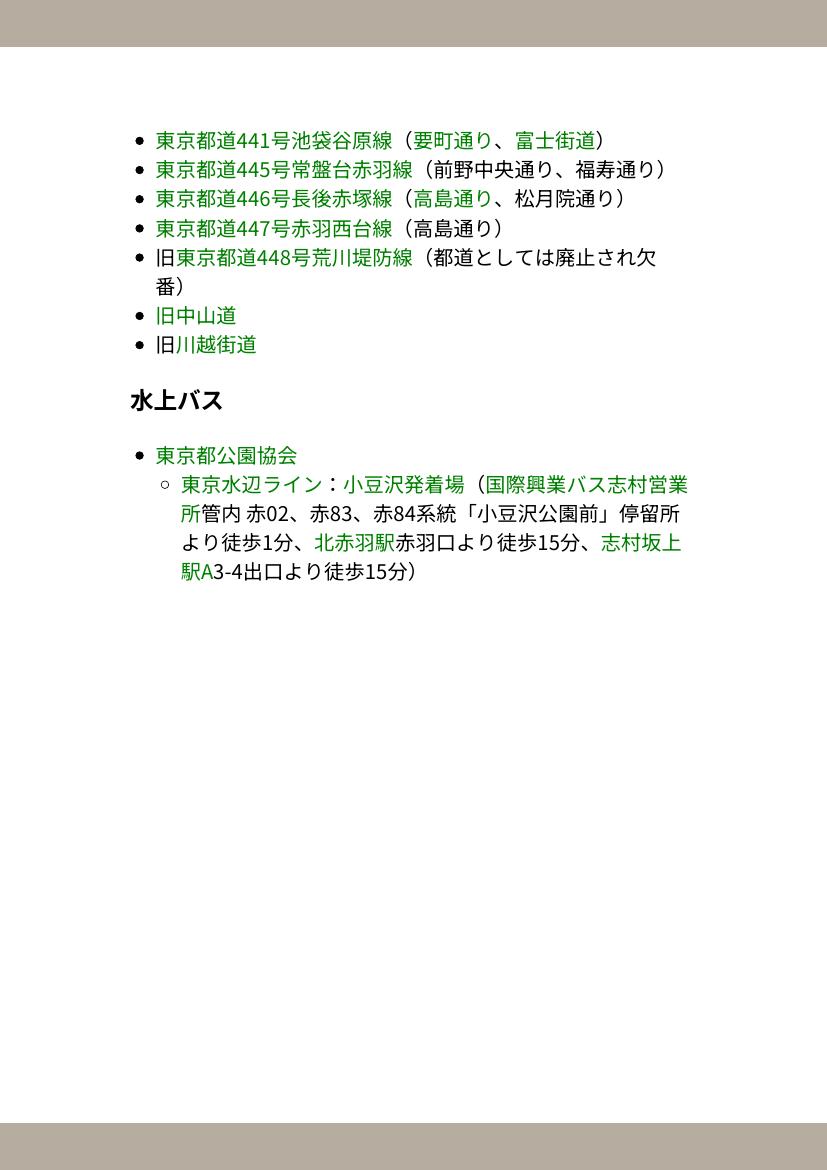 東京都道441号池袋谷原線（要町通り、富士街道）
東京都道445号常盤台赤羽線（前野中央通り、福寿通り）
東京都道446号長後赤塚線（高島通り、松月院通り）
東京都道447号赤羽西台線（高島通り）
旧東京都道448号荒川堤防線（都道としては廃止され欠
番）
旧中山道
旧川越街道
水上バス
東京都公園協会
東京水辺ライン：小豆沢発着場（国際興業バス志村営業
所管内 赤02、赤83、赤84系統「小豆沢公園前」停留所
より徒歩1分、北赤羽駅赤羽口より徒歩15分、志村坂上
駅A3-4出口より徒歩15分）